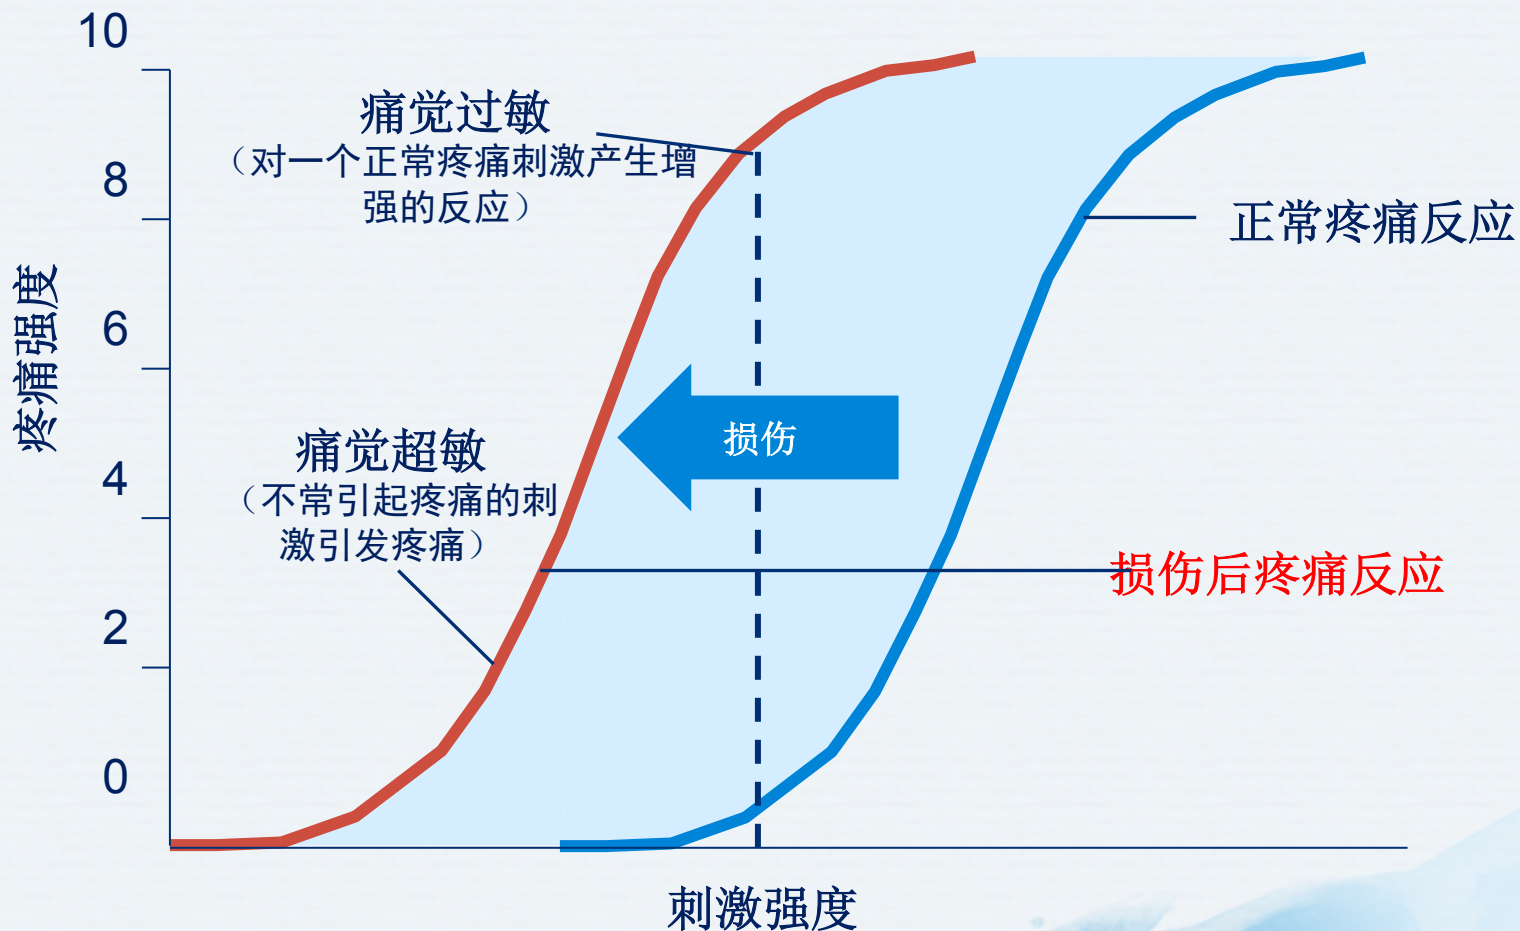 10
8
6
4
2
0
疼痛强度
痛觉过敏
（对一个正常疼痛刺激产生增
强的反应）
正常疼痛反应
损伤
痛觉超敏
（不常引起疼痛的刺
激引发疼痛）
损伤后疼痛反应
刺激强度